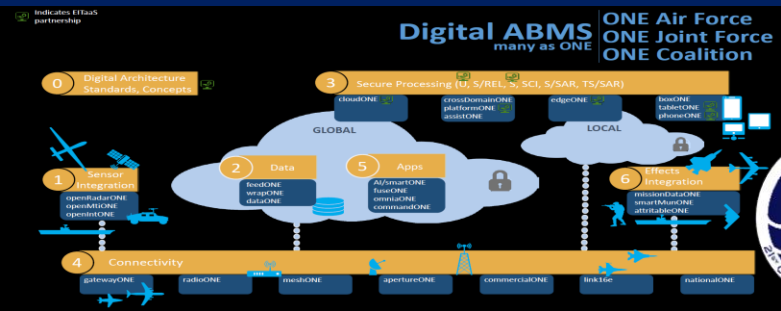 Indicates EITaaS
partnership
Digital ABMS
many as ONE
ONE Air Force
ONE Joint Force
ONE Coalition
0
Digital Architecture
Standards, Concepts
3
Secure Processing (U, S/REL, S, SCI, S/SAR, TS/SAR)
cloudONE
crossDomainONE
platformONE
assistONE
edgeONE
boxONE
tabletONE
phoneONE
GLOBAL
LOCAL
1
Sensor
Integration
openRadarONE
openMtiONE
openIntONE
2
Data
feedONE
wrapONE
dataONE
5
Apps
AI/smartONE
fuseONE
omniaONE
commandONE
6
Effects
Integration
missionDataONE
smartMunONE
attritableONE
4
Connectivity
gatewayONE
radioONE
meshONE
apertureONE
commercialONE
link16e
nationalONE